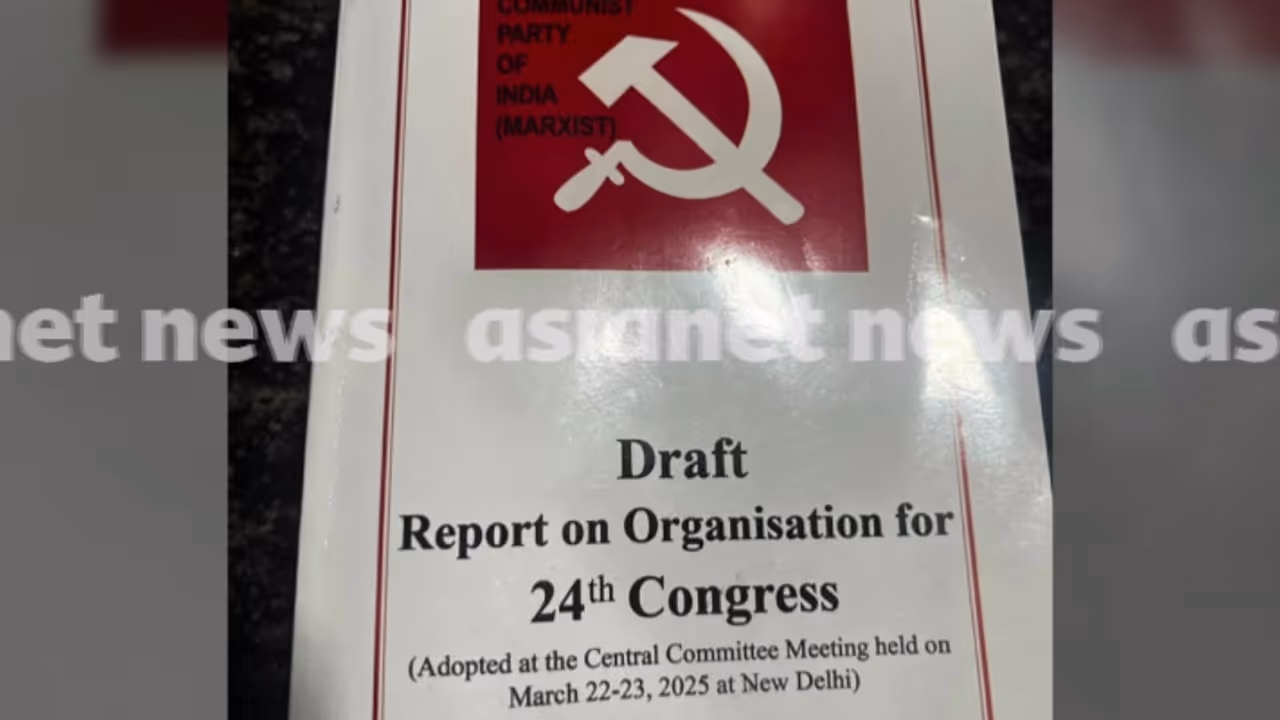 COMMUNIST
PARTY
OF
INDIA
(MARXIST)
net news asianet news as
Draft
Report on Organisation for
24th Congress
(Adopted at the Central Committee Meeting held on
March 22-23, 2025 at New Delhi)